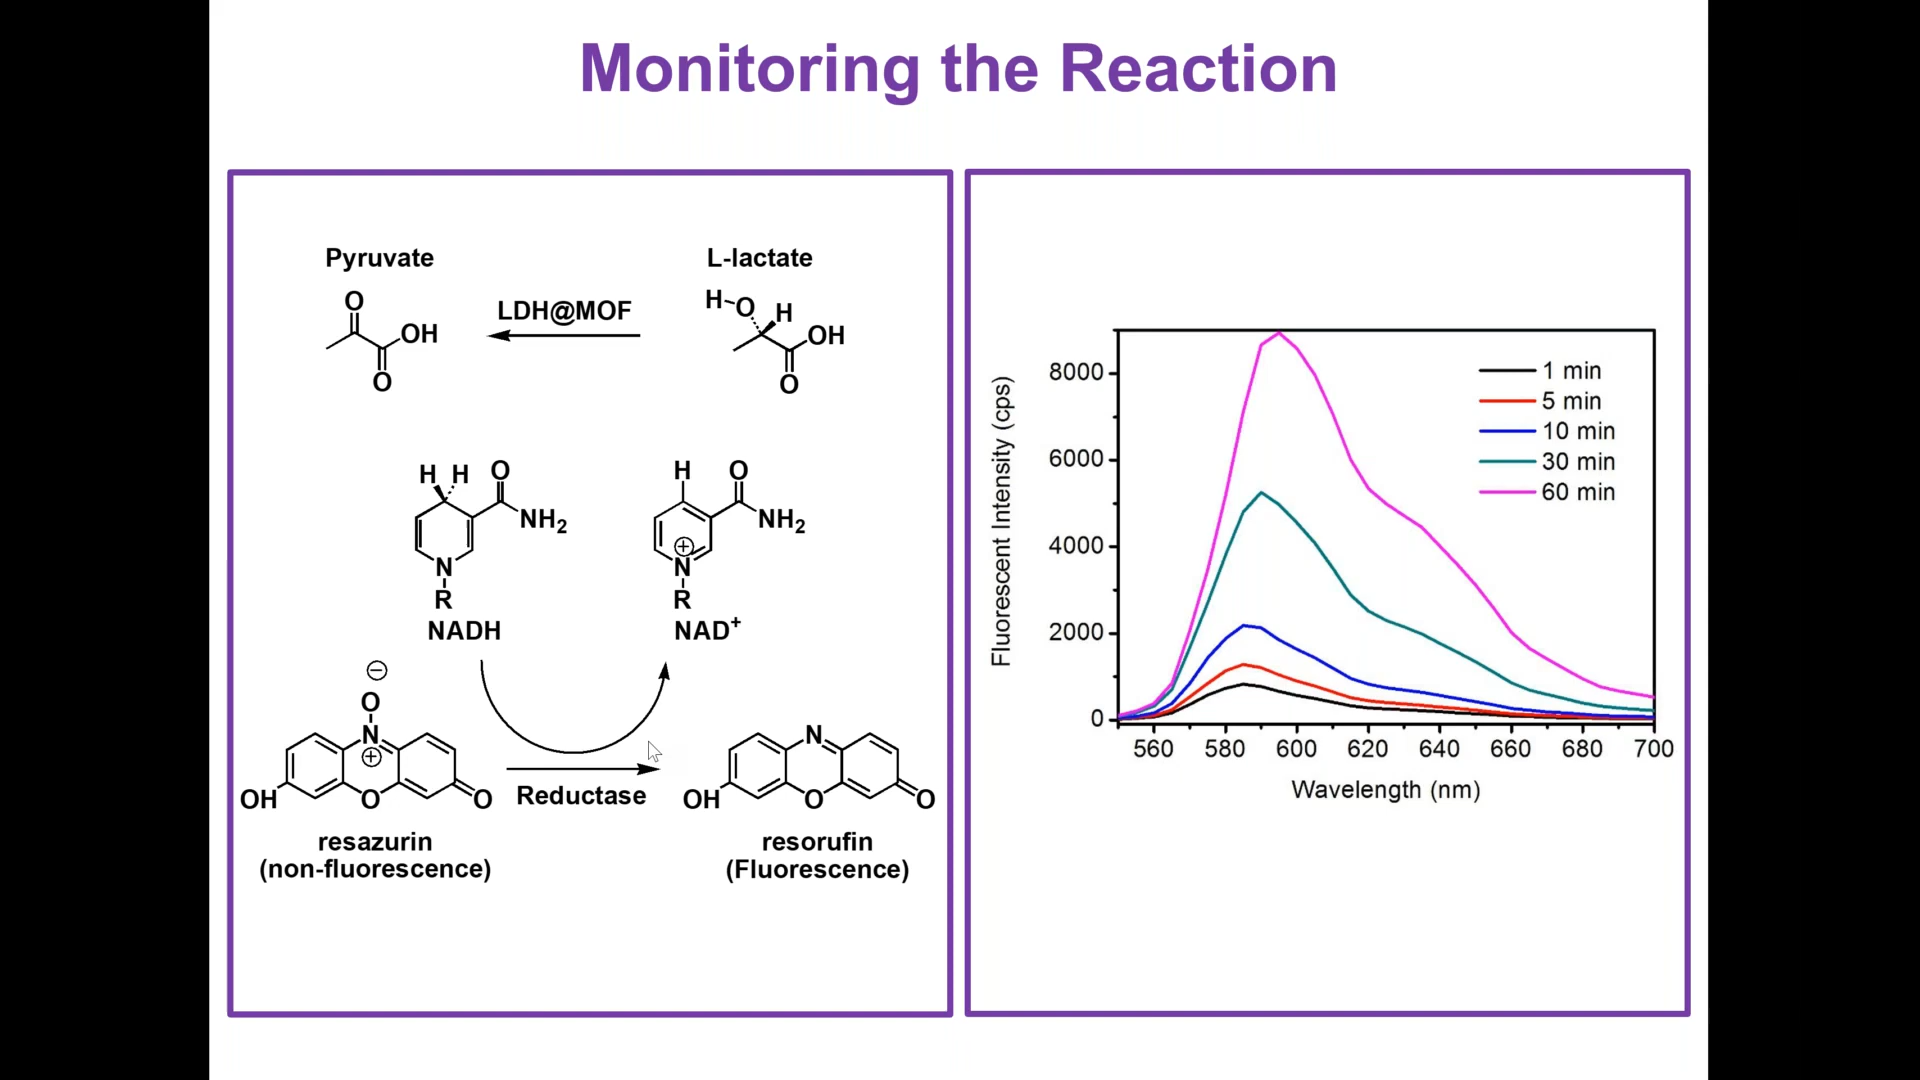 Monitoring the Reaction
Pyruvate
L-lactate
LDH@MOF
O
OH
O
H-O
H
OH
O
H H O
NH₂
N
R
NADH
H O
NH₂
⊕
N
R
NAD⁺
⊖
O
N
⊕
OH
O
O
Reductase
N
OH
O
O
resazurin
(non-fluorescence)
resorufin
(Fluorescence)
Fluorescent Intensity (cps)
8000
6000
4000
2000
0
1 min
5 min
10 min
30 min
60 min
560 580 600 620 640 660 680 700
Wavelength (nm)